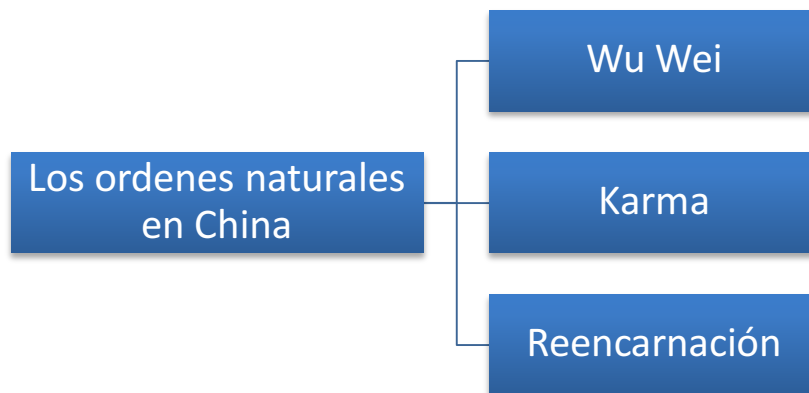 Los ordenes naturales
en China
Wu Wei
Karma
Reencarnación